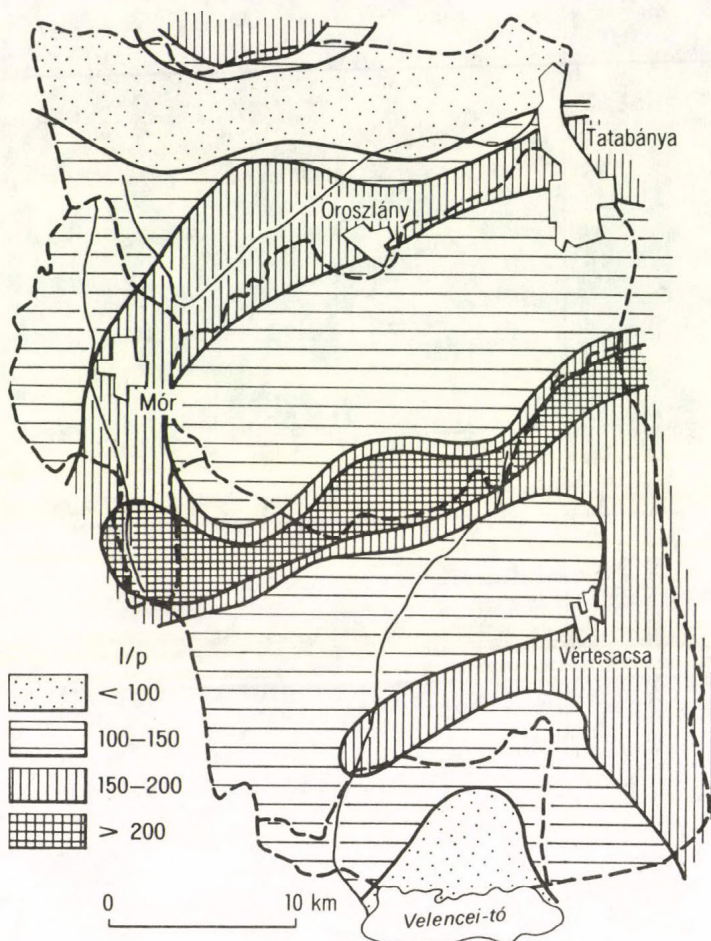 Tatabánya
Oroszlány
Mór
Vértesacsa
l/p
< 100
100–150
150–200
> 200
0 10 km
Velencei-tó